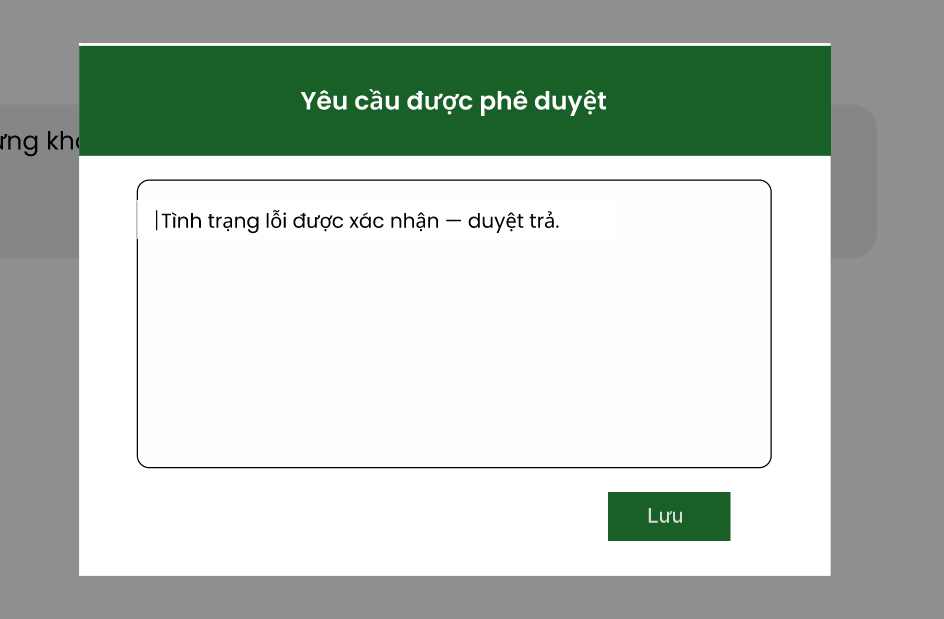 Yêu cầu được phê duyệt
Tình trạng lỗi được xác nhận — duyệt trả.
Lưu